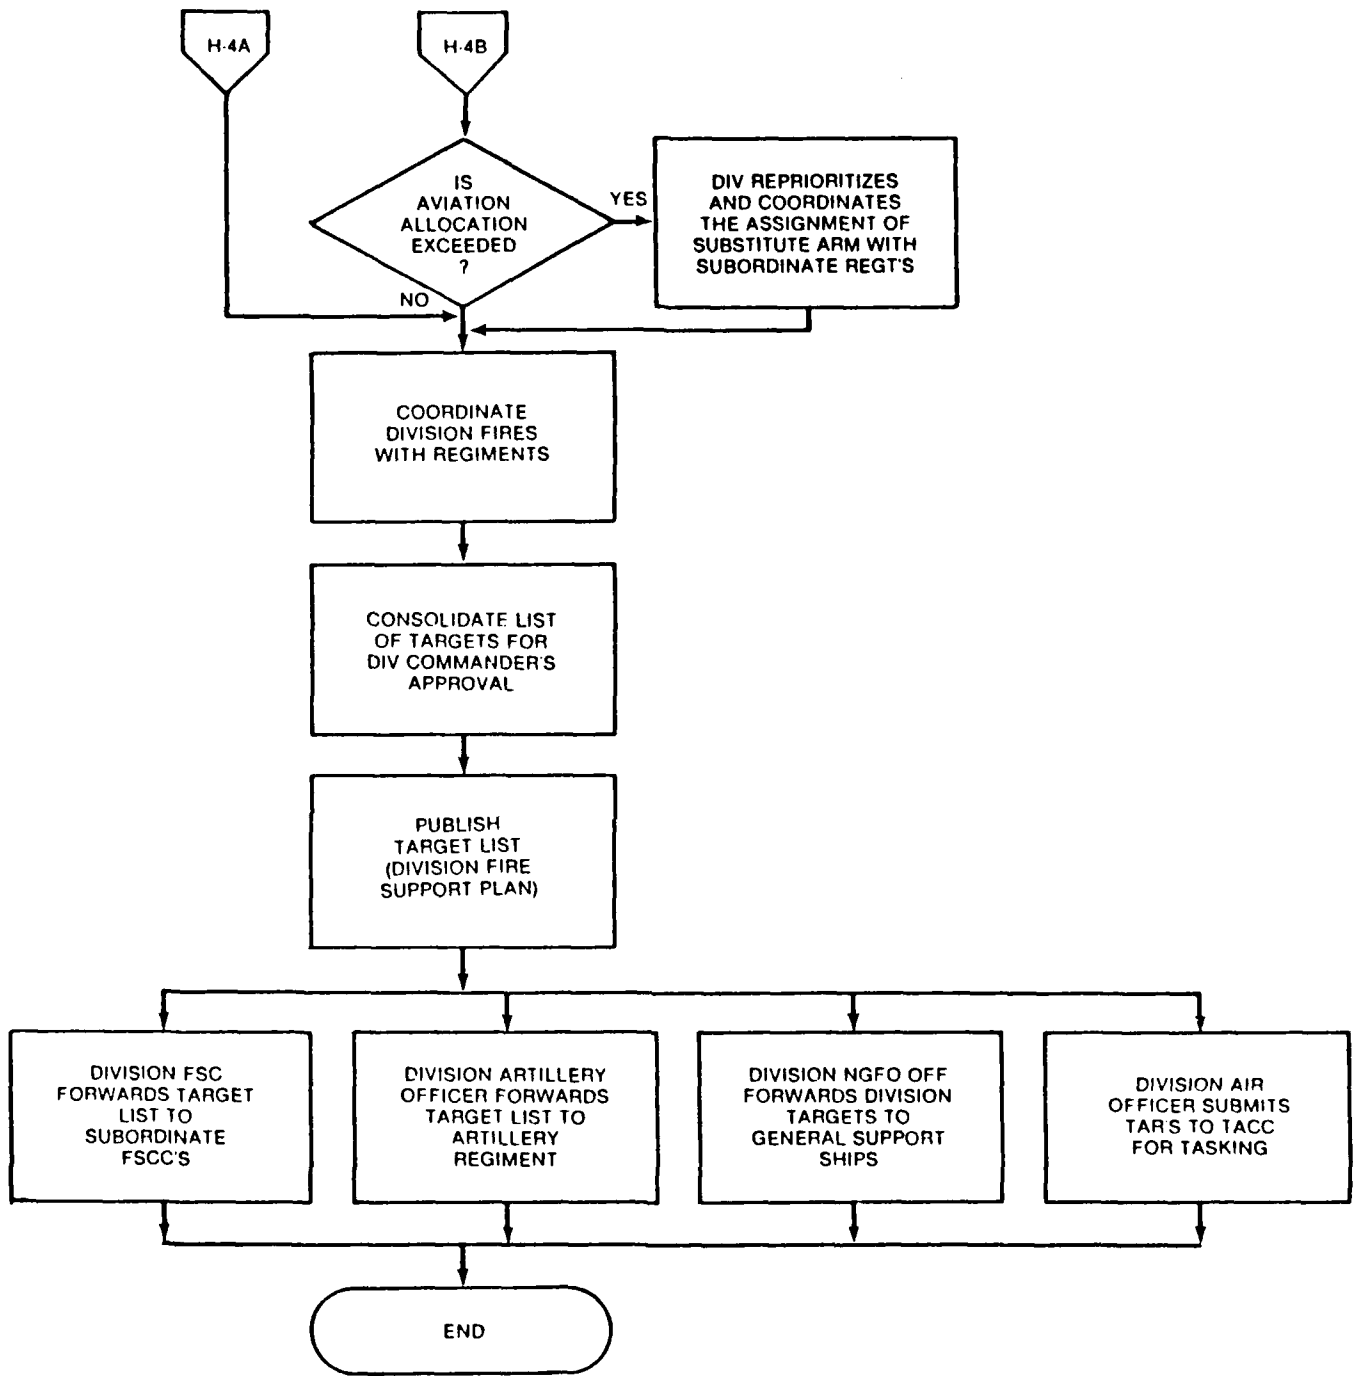 H-4A
H-4B
IS
AVIATION
ALLOCATION
EXCEEDED
?
YES
DIV REPRIORITIZES
AND COORDINATES
THE ASSIGNMENT OF
SUBSTITUTE ARM WITH
SUBORDINATE REGT'S
NO
COORDINATE
DIVISION FIRES
WITH REGIMENTS
CONSOLIDATE LIST
OF TARGETS FOR
DIV COMMANDER'S
APPROVAL
PUBLISH
TARGET LIST
(DIVISION FIRE
SUPPORT PLAN)
DIVISION FSC
FORWARDS TARGET
LIST TO
SUBORDINATE
FSCC'S
DIVISION ARTILLERY
OFFICER FORWARDS
TARGET LIST TO
ARTILLERY
REGIMENT
DIVISION NGFO OFF
FORWARDS DIVISION
TARGETS TO
GENERAL SUPPORT
SHIPS
DIVISION AIR
OFFICER SUBMITS
TAR'S TO TACC
FOR TASKING
END